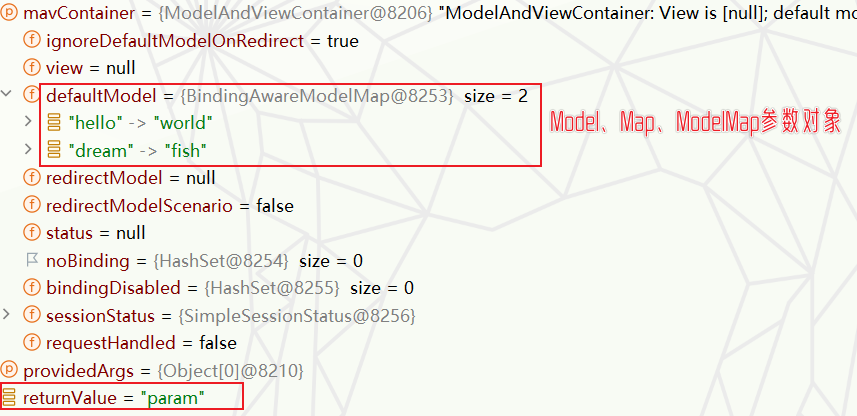 mavContainer = {ModelAndViewContainer@8206} "ModelAndViewContainer: View is [null]; default mo
ignoreDefaultModelOnRedirect = true
view = null
defaultModel = {BindingAwareModelMap@8253} size = 2
"hello" -> "world"
Model、Map、ModelMap参数对象
"dream" -> "fish"
redirectModel = null
redirectModelScenario = false
status = null
noBinding = {HashSet@8254} size = 0
bindingDisabled = {HashSet@8255} size = 0
sessionStatus = {SimpleSessionStatus@8256}
requestHandled = false
providedArgs = {Object[0]@8210}
returnValue = "param"